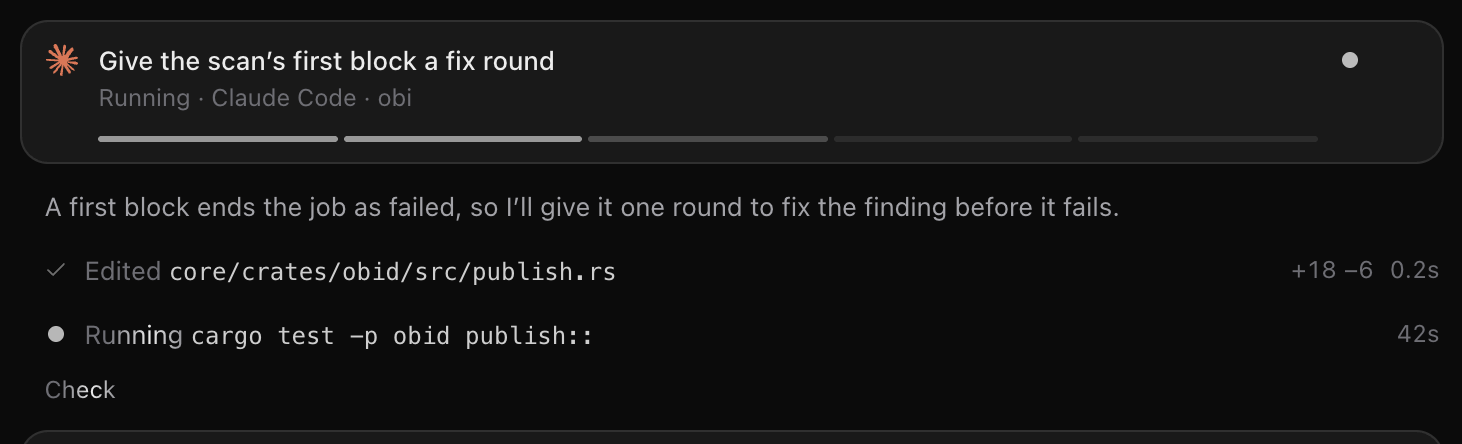 Give the scan’s first block a fix round
Running · Claude Code · obi
A first block ends the job as failed, so I’ll give it one round to fix the finding before it fails.
Edited core/crates/obid/src/publish.rs +18 −6 0.2s
Running cargo test -p obid publish:: 42s
Check